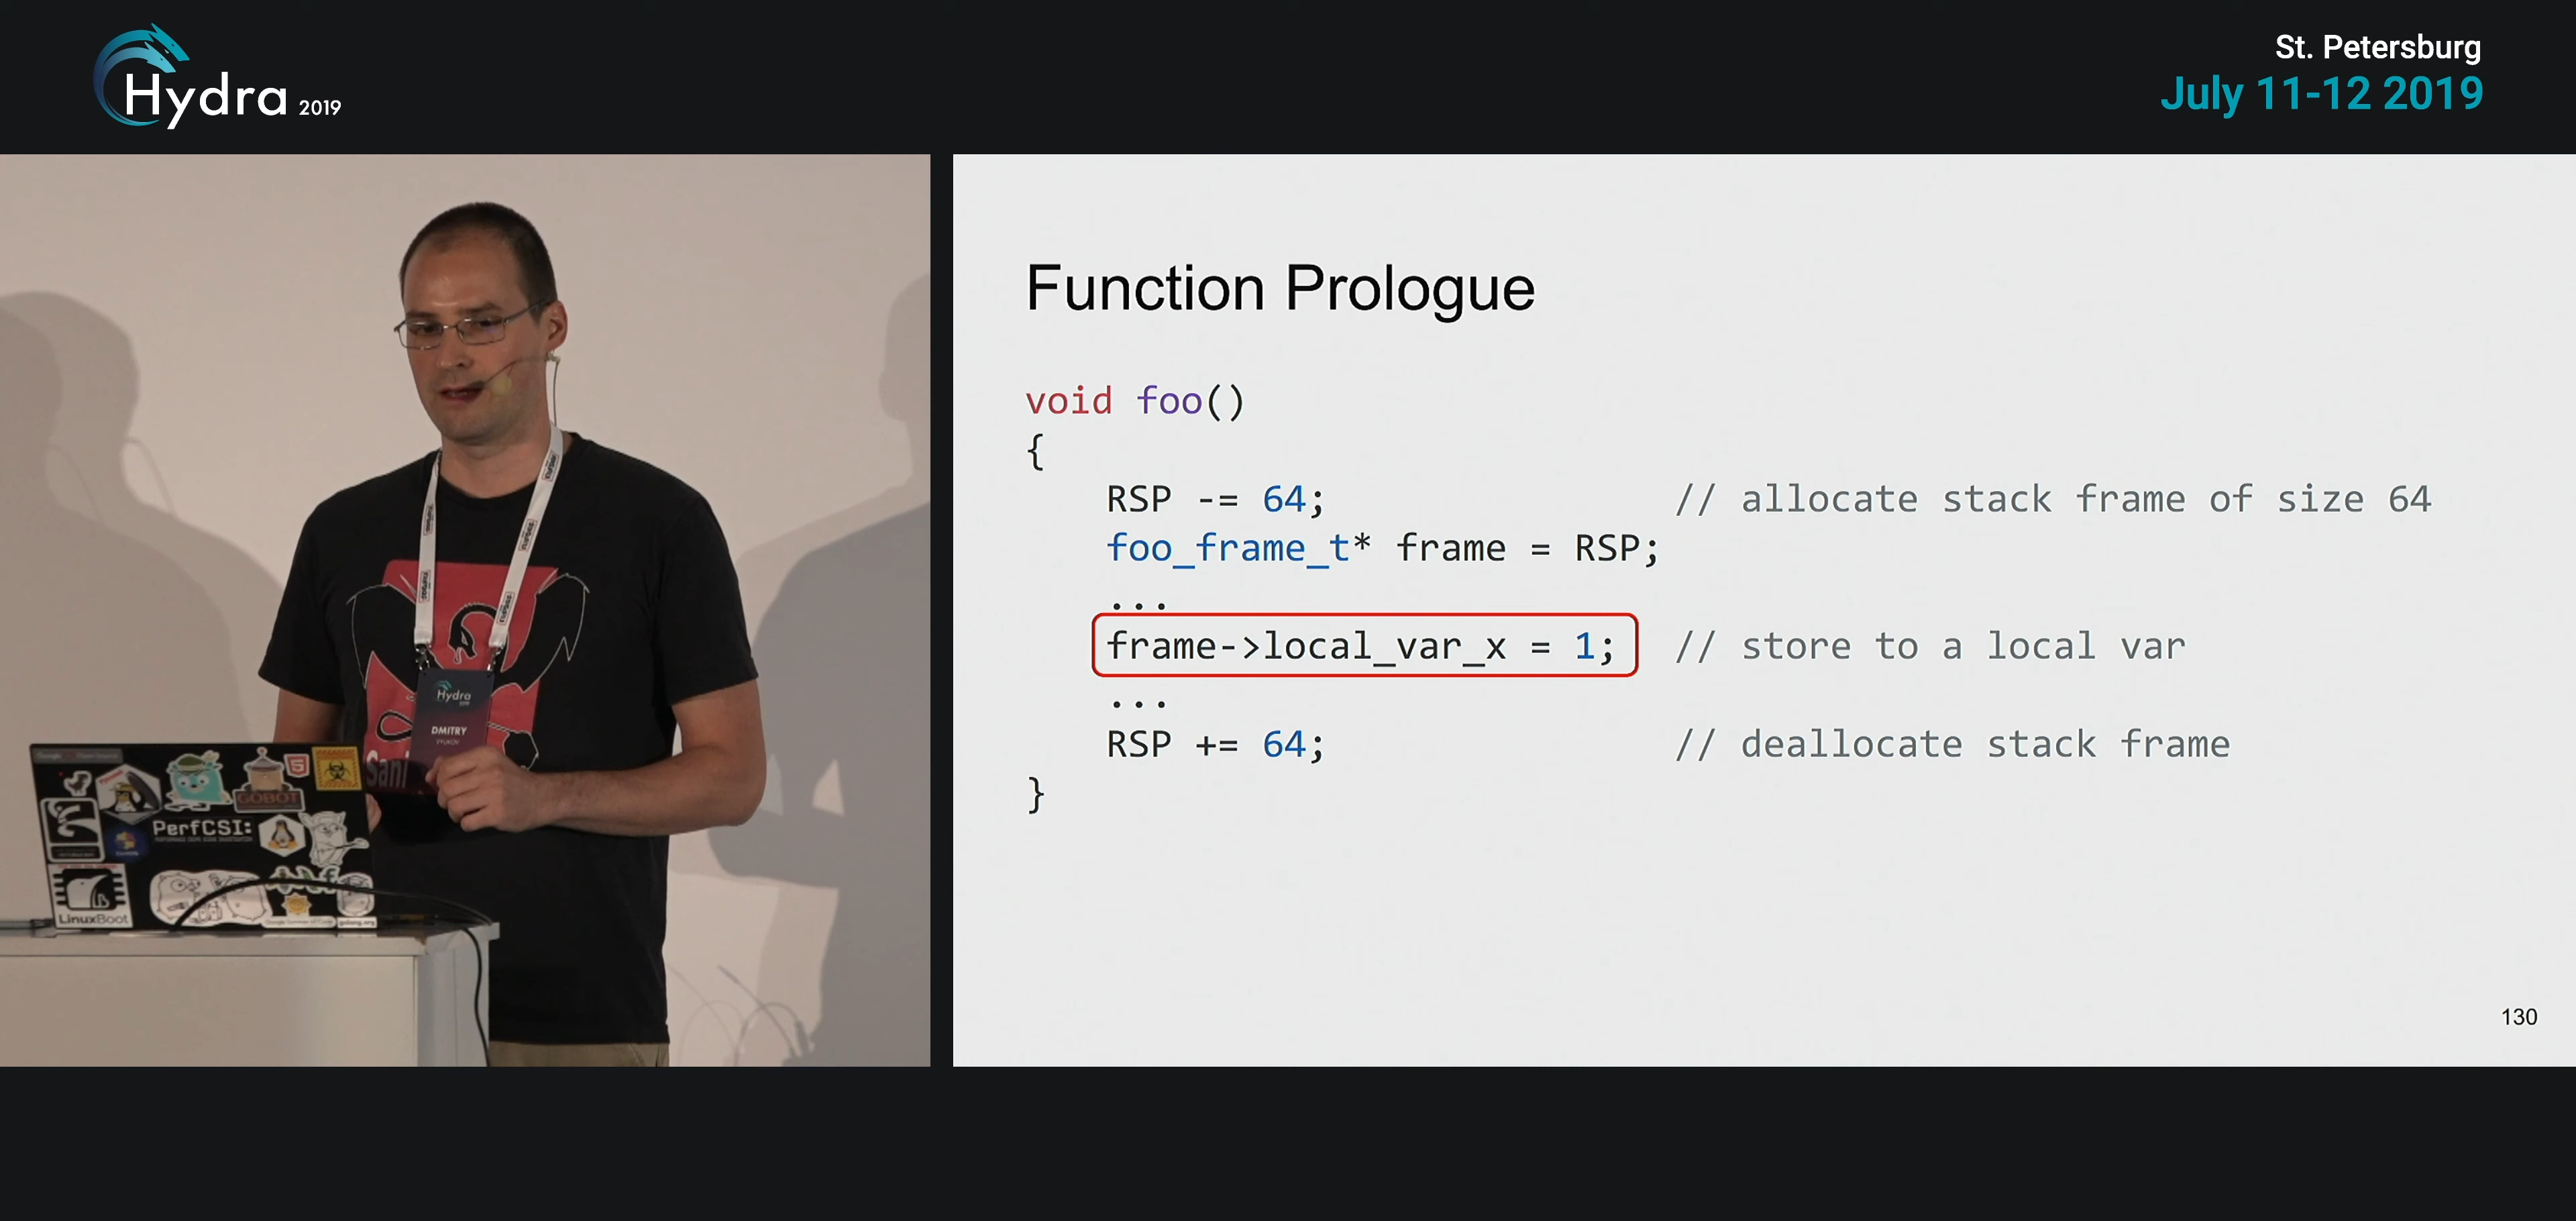 Hydra 2019
St. Petersburg
July 11-12 2019
Function Prologue
void foo()
{
RSP -= 64; // allocate stack frame of size 64
foo_frame_t* frame = RSP;
...
frame->local_var_x = 1; // store to a local var
...
RSP += 64; // deallocate stack frame
}
130
Hydra
DMITRY
VYUKOV
Sani
GOBOT
PerfCSI:
LinuxBoot